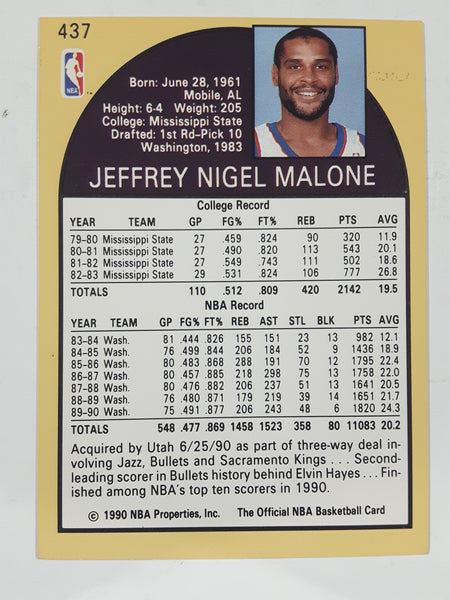 437
NBA
Born: June 28, 1961
Mobile, AL
Height: 6-4 Weight: 205
College: Mississippi State
Drafted: 1st Rd-Pick 10
Washington, 1983
JEFFREY NIGEL MALONE
College Record
YEAR TEAM GP FG% FT% REB PTS AVG
79-80 Mississippi State 27 .459 .824 90 320 11.9
80-81 Mississippi State 27 .490 .820 113 543 20.1
81-82 Mississippi State 27 .549 .743 111 502 18.6
82-83 Mississippi State 29 .531 .824 106 777 26.8
TOTALS 110 .512 .809 420 2142 19.5
NBA Record
YEAR TEAM GP FG% FT% REB AST STL BLK PTS AVG
83-84 Wash. 81 .444 .826 155 151 23 13 982 12.1
84-85 Wash. 76 .499 .844 206 184 52 9 1436 18.9
85-86 Wash. 80 .483 .868 288 191 70 12 1795 22.4
86-87 Wash. 80 .457 .885 218 298 75 13 1758 22.0
87-88 Wash. 80 .476 .882 206 237 51 13 1641 20.5
88-89 Wash. 76 .480 .871 179 219 39 14 1651 21.7
89-90 Wash. 75 .491 .877 206 243 48 6 1820 24.3
TOTALS 548 .477 .869 1458 1523 358 80 11083 20.2
Acquired by Utah 6/25/90 as part of three-way deal in-
volving Jazz, Bullets and Sacramento Kings . . . Second-
leading scorer in Bullets history behind Elvin Hayes . . . Fin-
ished among NBA's top ten scorers in 1990.
© 1990 NBA Properties, Inc. The Official NBA Basketball Card